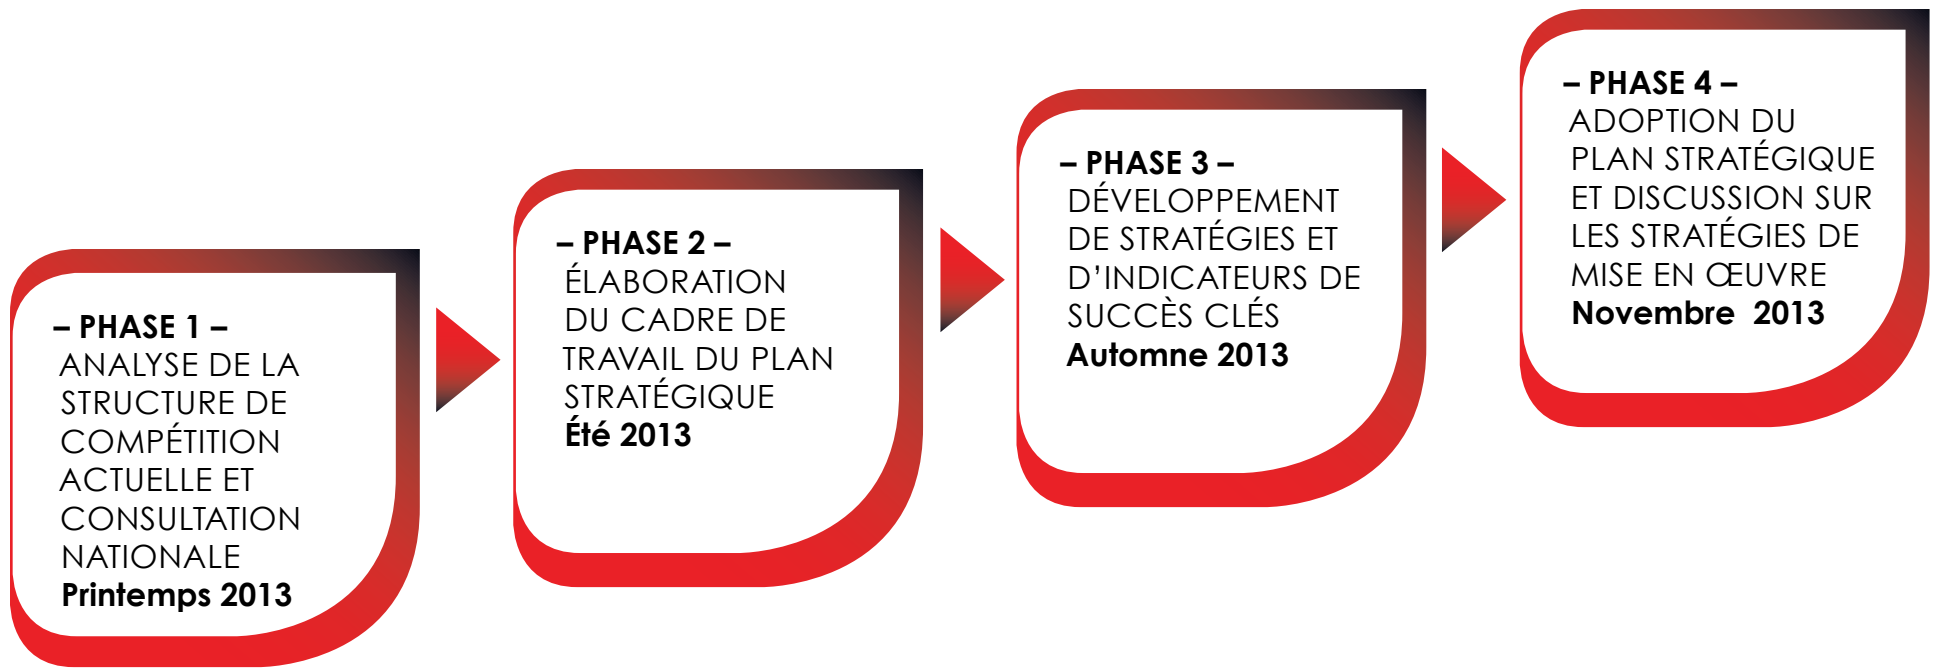 – PHASE 1 –
ANALYSE DE LA
STRUCTURE DE
COMPÉTITION
ACTUELLE ET
CONSULTATION
NATIONALE
Printemps 2013
– PHASE 2 –
ÉLABORATION
DU CADRE DE
TRAVAIL DU PLAN
STRATÉGIQUE
Été 2013
– PHASE 3 –
DÉVELOPPEMENT
DE STRATÉGIES ET
D’INDICATEURS DE
SUCCÈS CLÉS
Automne 2013
– PHASE 4 –
ADOPTION DU
PLAN STRATÉGIQUE
ET DISCUSSION SUR
LES STRATÉGIES DE
MISE EN ŒUVRE
Novembre  2013